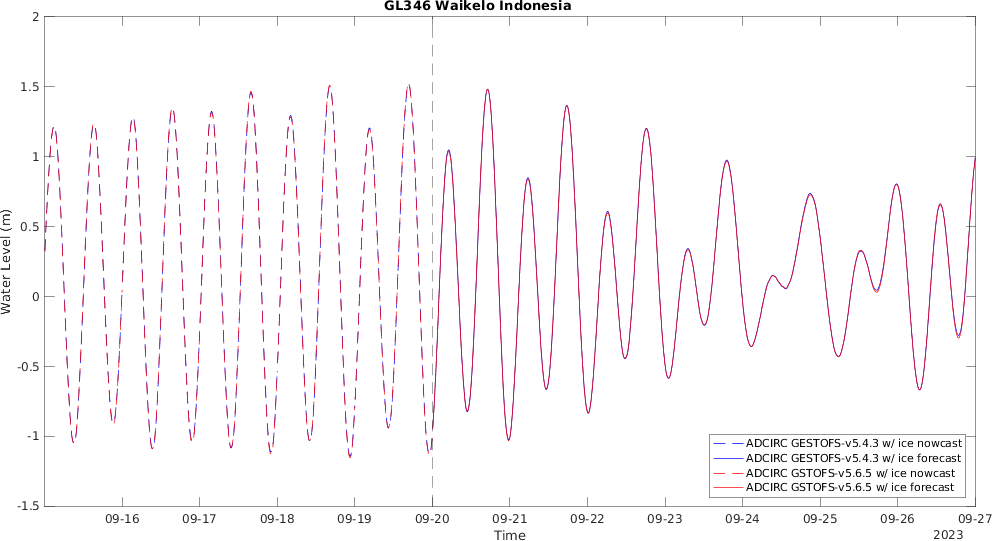 GL346 Waikelo Indonesia
2
1.5
1
0.5
0
-0.5
-1
-1.5
Water Level (m)
ADCIRC GESTOFS-v5.4.3 w/ ice nowcast
ADCIRC GESTOFS-v5.4.3 w/ ice forecast
ADCIRC GSTOFS-v5.6.5 w/ ice nowcast
ADCIRC GSTOFS-v5.6.5 w/ ice forecast
09-16 09-17 09-18 09-19 09-20 09-21 09-22 09-23 09-24 09-25 09-26 09-27
Time
2023